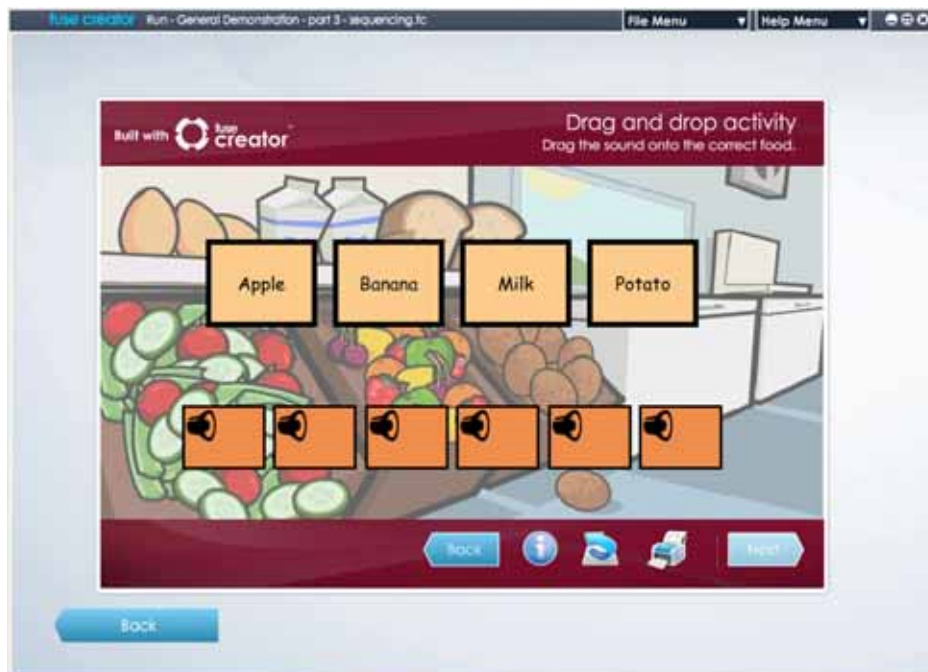 fuse creator Run - General Demonstration - part 3 - sequencing.fc
File Menu
Help Menu
Built with fuse creator
Drag and drop activity
Drag the sound onto the correct food.
Apple
Banana
Milk
Potato
Back
Next
Back